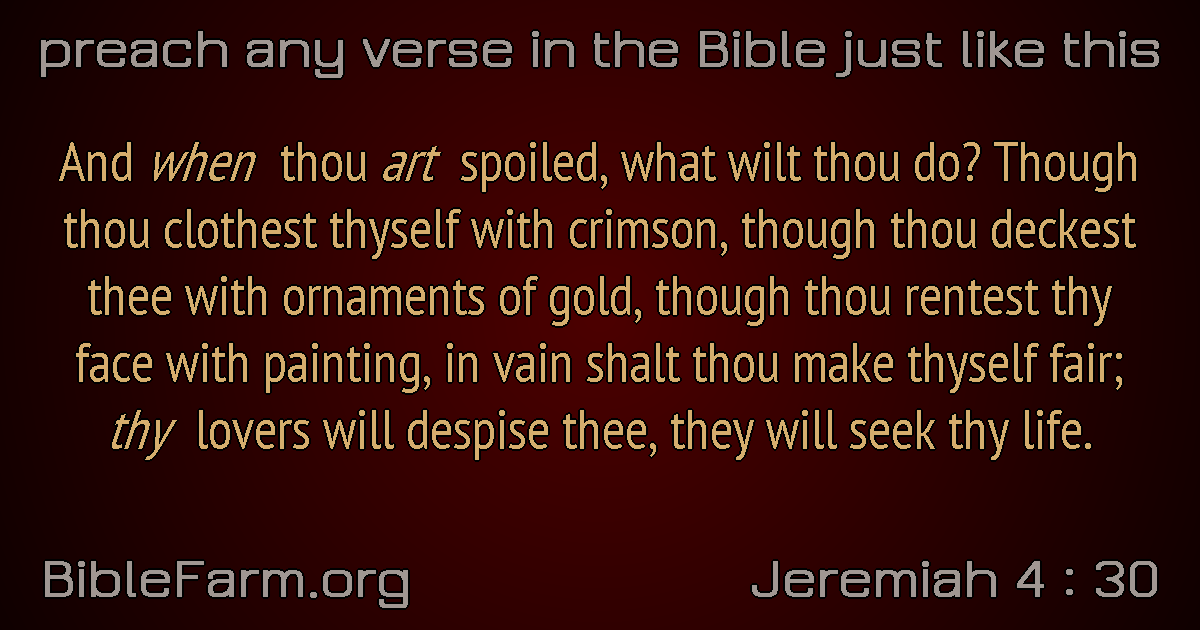 preach any verse in the Bible just like this
And when thou art spoiled, what wilt thou do? Though
thou clothest thyself with crimson, though thou deckest
thee with ornaments of gold, though thou rentest thy
face with painting, in vain shalt thou make thyself fair;
thy lovers will despise thee, they will seek thy life.
BibleFarm.org
Jeremiah 4 : 30